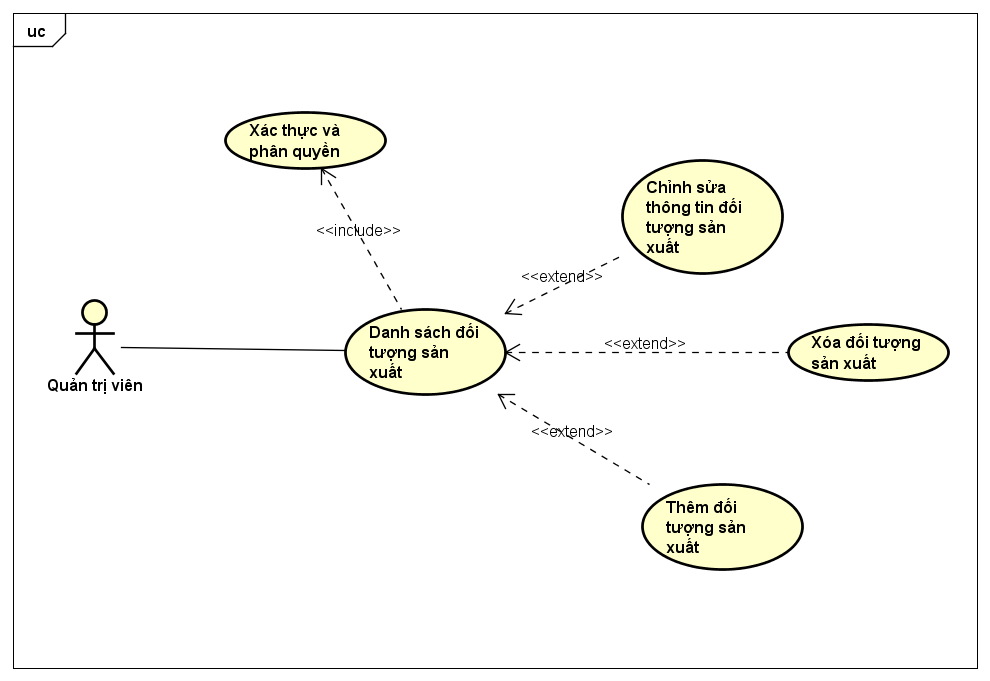 uc
Xác thực và
phân quyền
<<include>>
Chỉnh sửa
thông tin đối
tượng sản
xuất
<<extend>>
Danh sách đối
tượng sản
xuất
<<extend>>
Xóa đối tượng
sản xuất
Quản trị viên
<<extend>>
Thêm đối
tượng sản
xuất